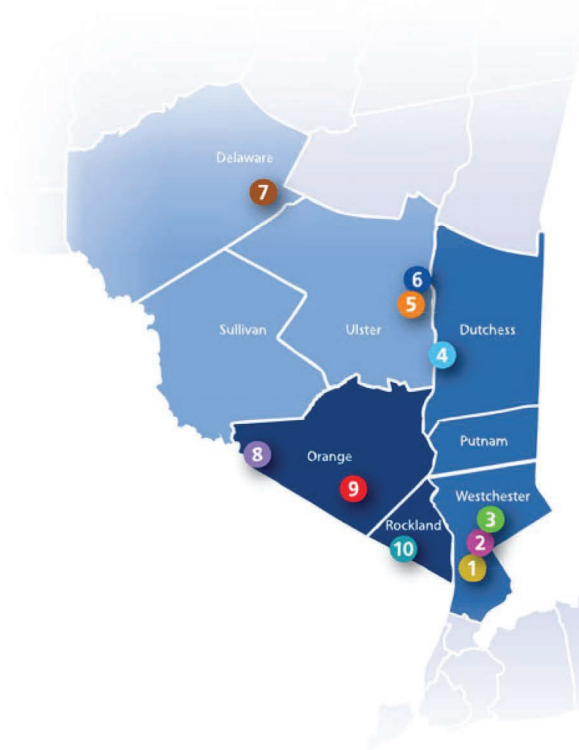 Delaware
7
6
5
Sullivan
Ulster
Dutchess
4
Putnam
8
Orange
9
Westchester
3
Rockland
2
10
1